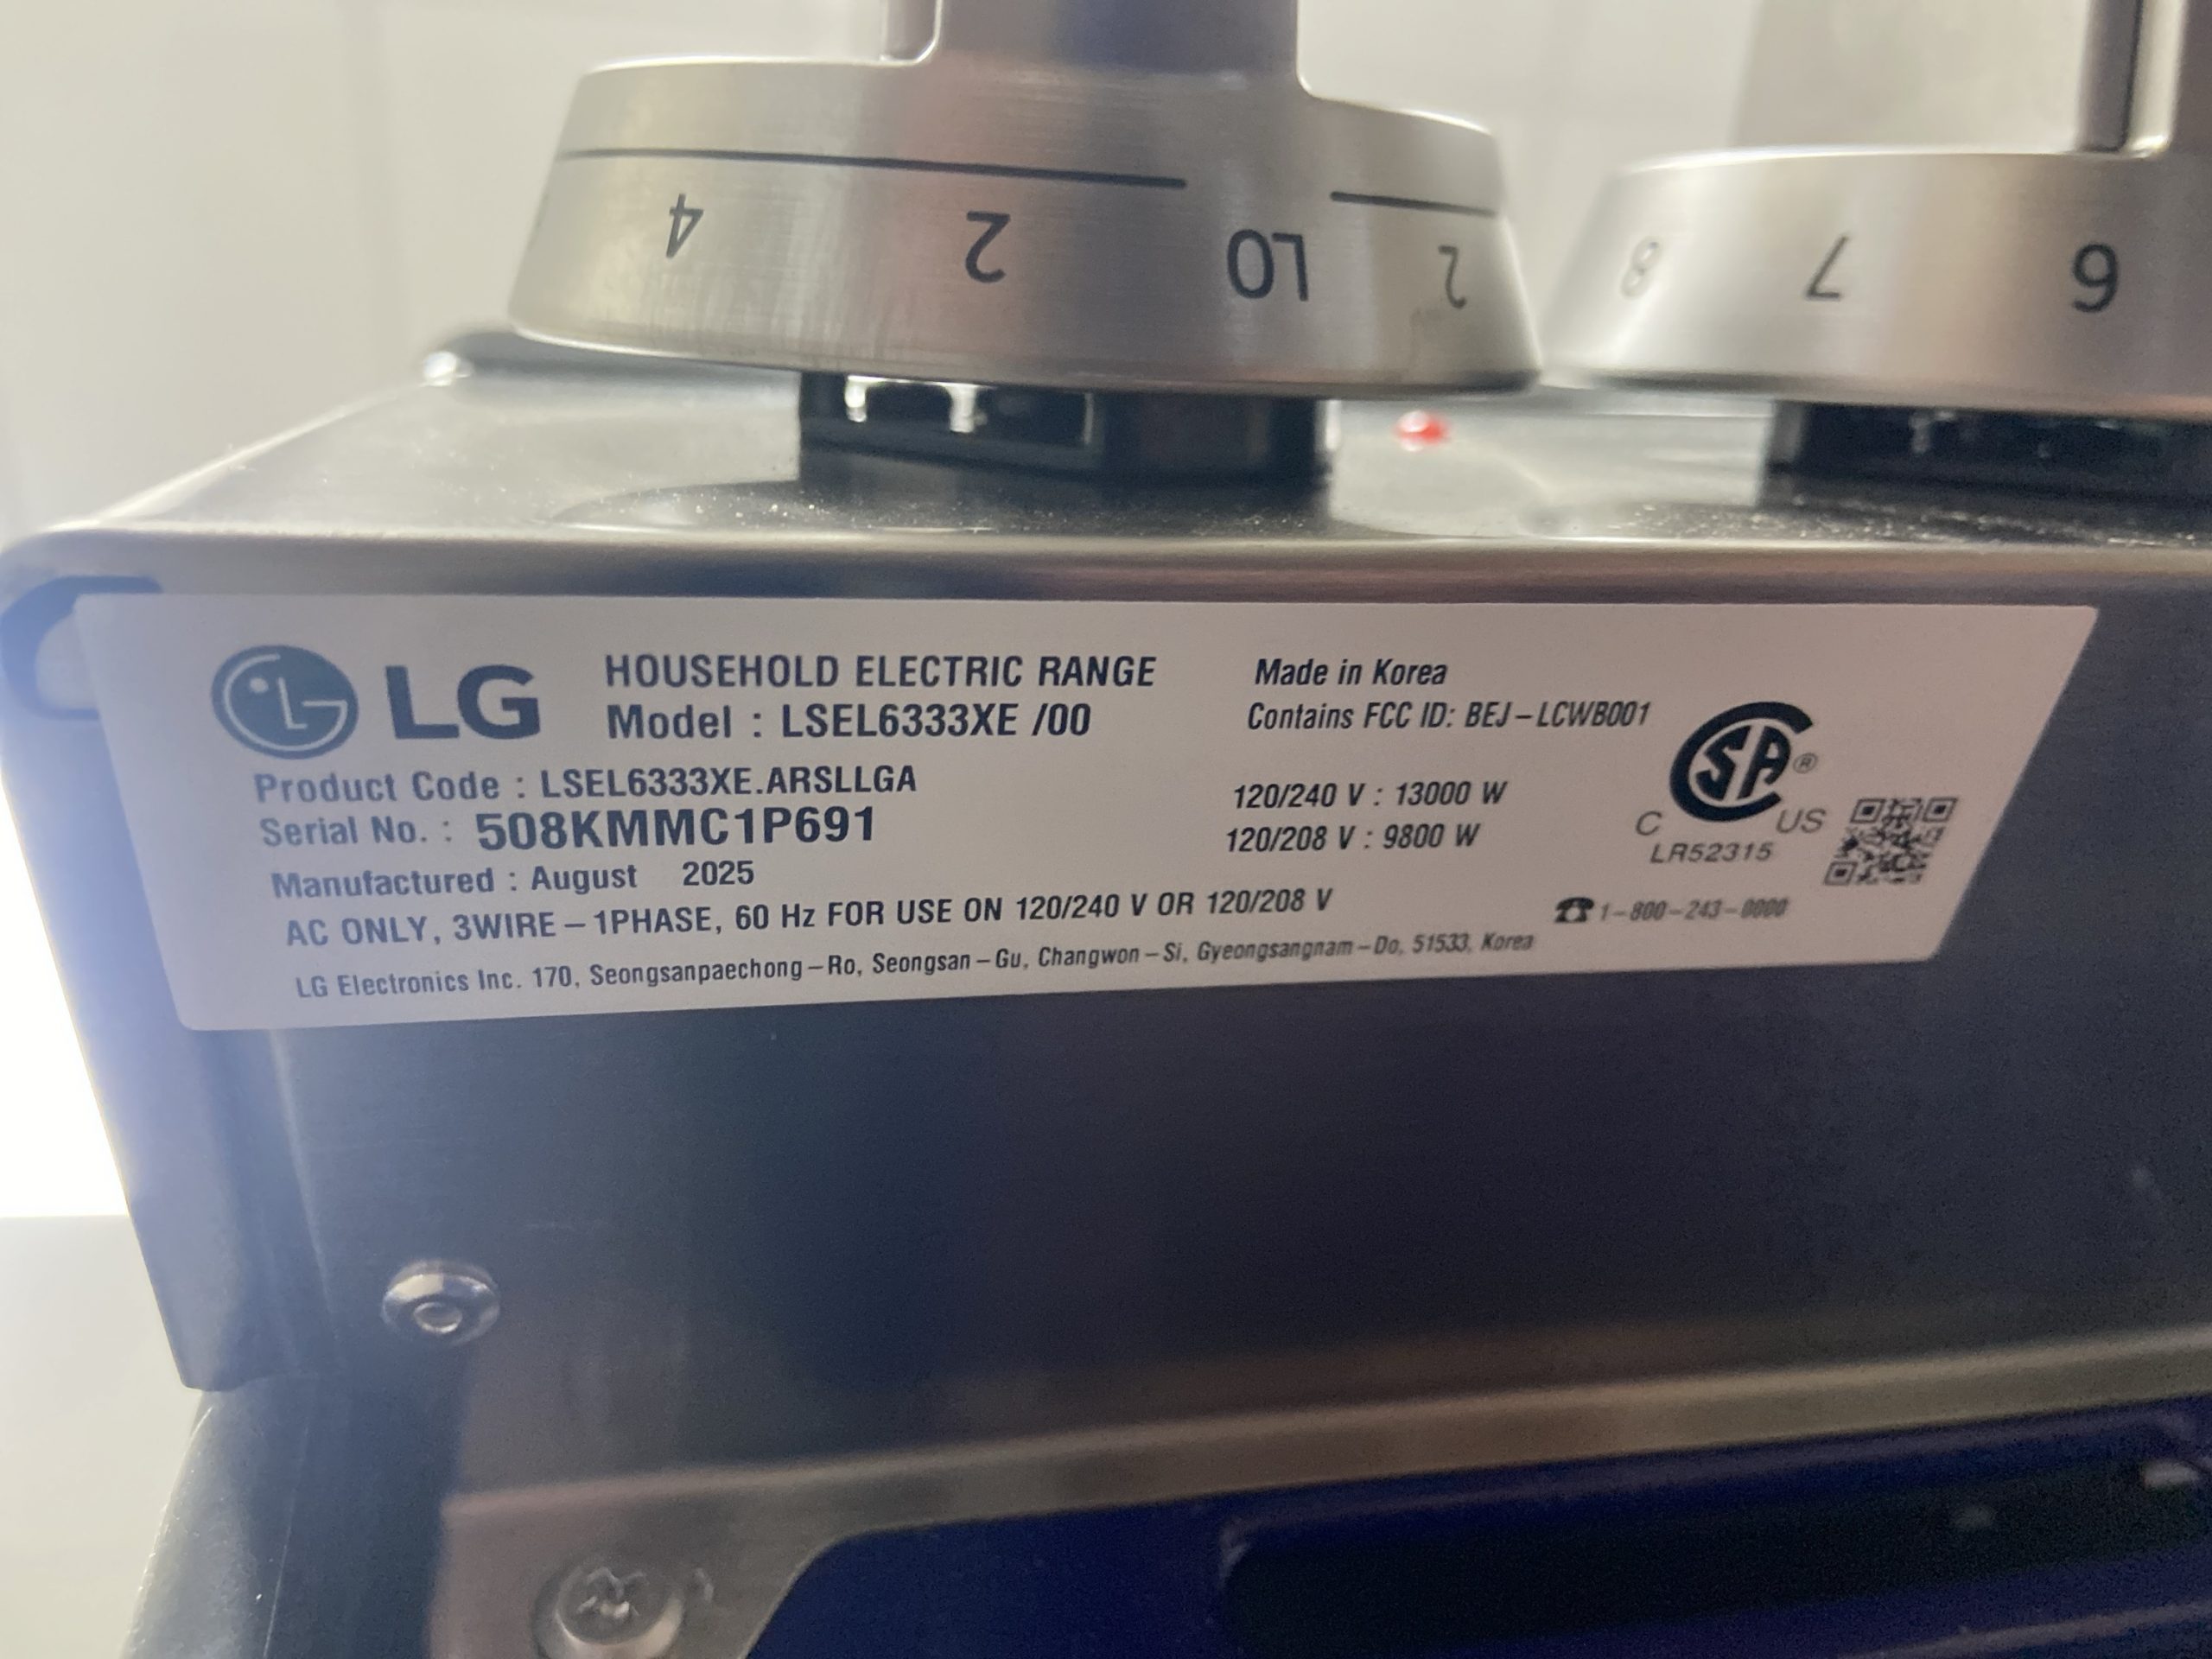 4 2 LO 2
8 7 6
LG
HOUSEHOLD ELECTRIC RANGE
Model : LSEL6333XE /00
Product Code : LSEL6333XE.ARSLLGA
Serial No. : 508KMMC1P691
Manufactured : August 2025
AC ONLY, 3WIRE – 1PHASE, 60 Hz FOR USE ON 120/240 V OR 120/208 V
LG Electronics Inc. 170, Seongsanpaechong – Ro, Seongsan – Gu, Changwon – Si, Gyeongsangnam – Do, 51533, Korea
Made in Korea
Contains FCC ID: BEJ – LCWB001
120/240 V : 13000 W
120/208 V : 9800 W
CSA ®
C US
LR52315
☎ 1–800–243–0000